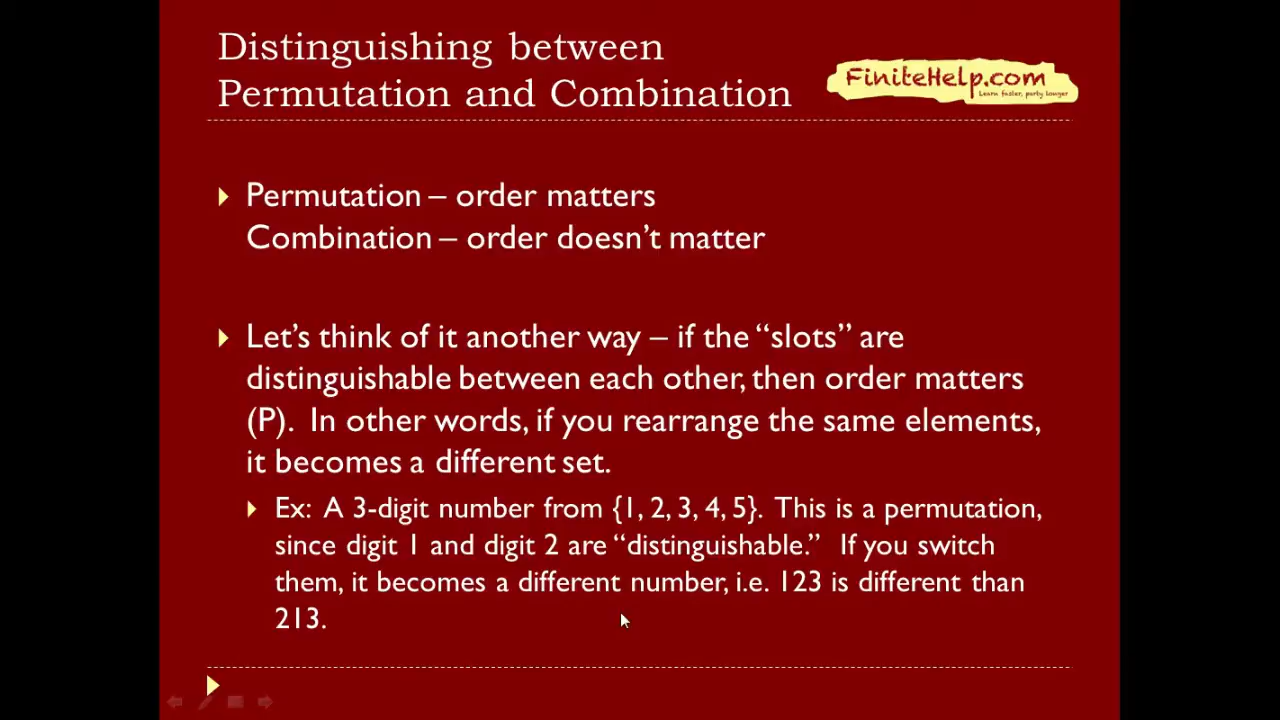 Distinguishing between
Permutation and Combination
FiniteHelp.com
Learn faster, party longer
Permutation – order matters
Combination – order doesn't matter
Let's think of it another way – if the “slots” are
distinguishable between each other, then order matters
(P). In other words, if you rearrange the same elements,
it becomes a different set.
Ex: A 3-digit number from {1, 2, 3, 4, 5}. This is a permutation,
since digit 1 and digit 2 are “distinguishable.” If you switch
them, it becomes a different number, i.e. 123 is different than
213.